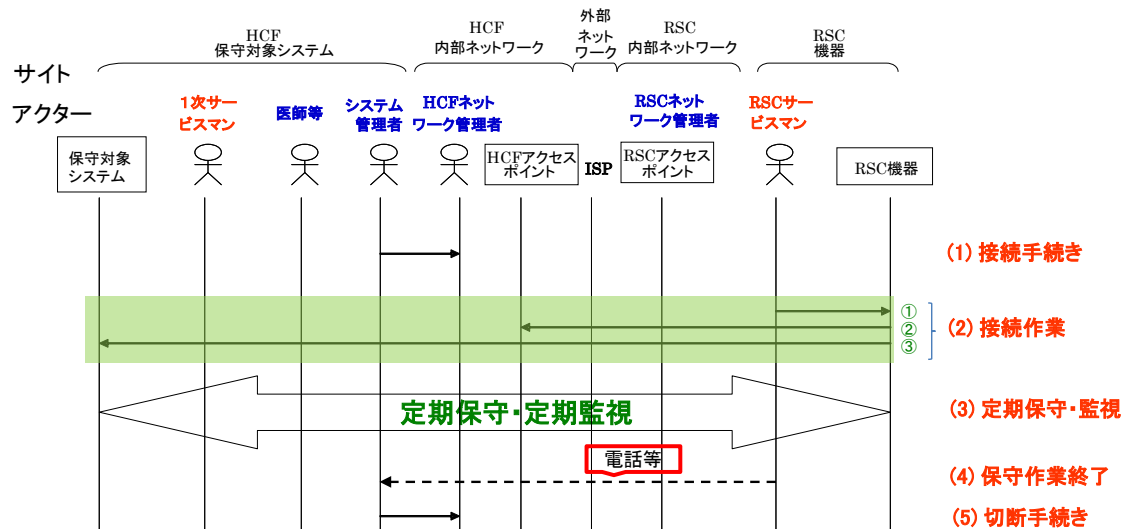 HCF
保守対象システム
HCF
内部ネットワーク
外部
ネット
ワーク
RSC
内部ネットワーク
RSC
機器
サイト
アクター
1次サー
ビスマン
医師等
システム
管理者
HCFネット
ワーク管理者
RSCネット
ワーク管理者
RSCサー
ビスマン
保守対象
システム
HCFアクセス
ポイント
ISP
RSCアクセス
ポイント
RSC機器
(1) 接続手続き
①
②
③
(2) 接続作業
定期保守・定期監視
(3) 定期保守・監視
電話等
(4) 保守作業終了
(5) 切断手続き